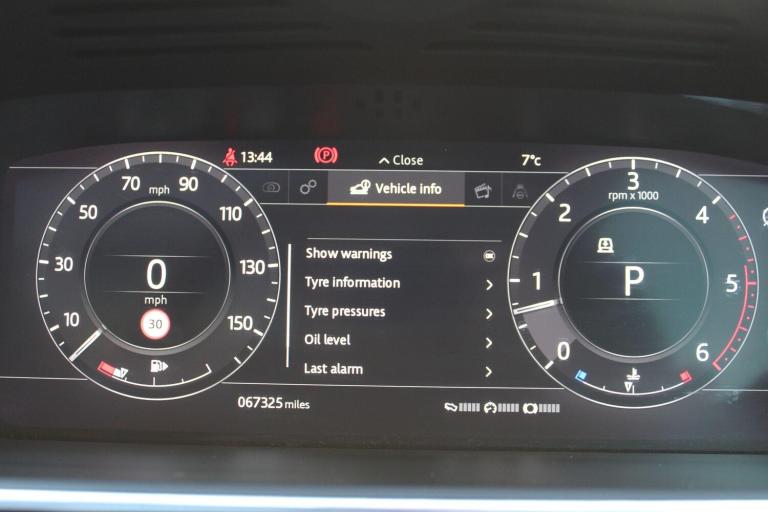 13:44
P
Close
7°c
Vehicle info
Show warnings
OK
Tyre information
Tyre pressures
Oil level
Last alarm
10
30
50
70
mph
90
110
130
150
0
mph
30
067325 miles
0
1
2
3
4
5
6
rpm x 1000
P